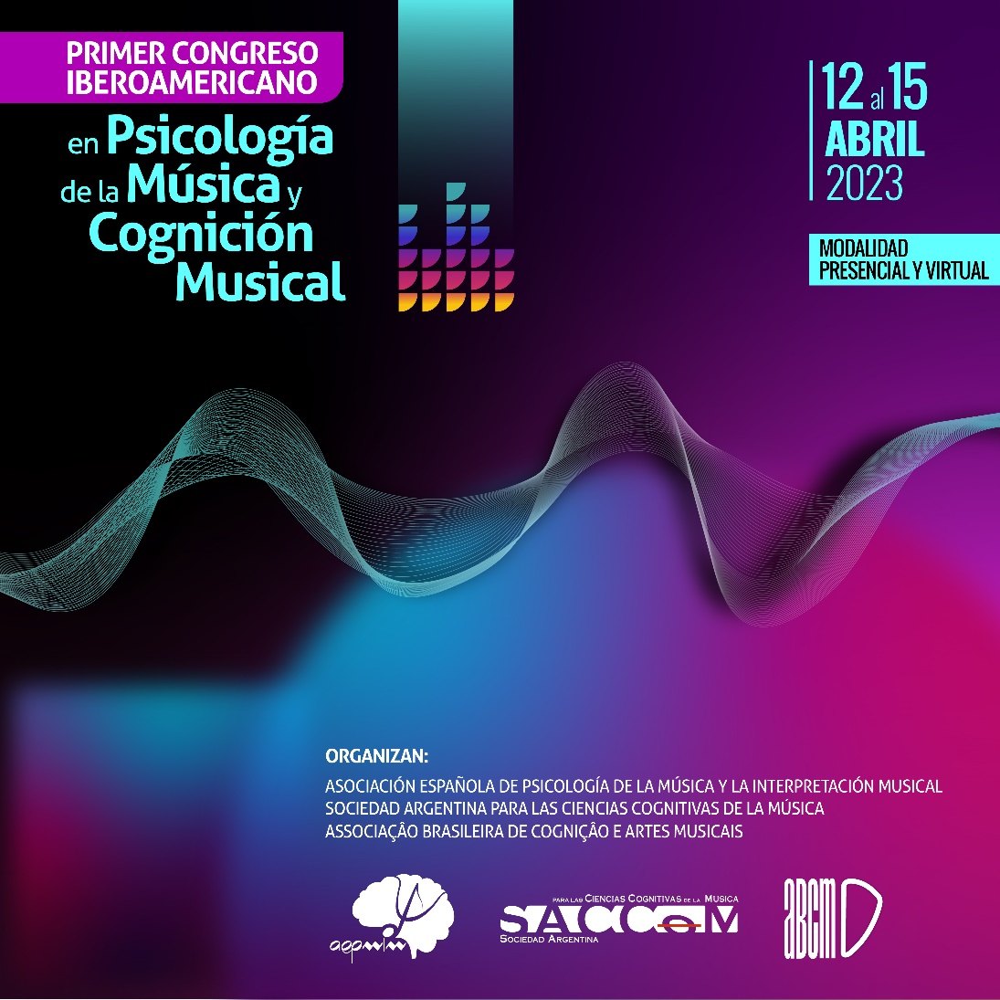 PRIMER CONGRESO
IBEROAMERICANO
en Psicología
de la Música y
Cognición
Musical
12 al 15
ABRIL
2023
MODALIDAD
PRESENCIAL Y VIRTUAL
ORGANIZAN:
ASOCIACIÓN ESPAÑOLA DE PSICOLOGÍA DE LA MÚSICA Y LA INTERPRETACIÓN MUSICAL
SOCIEDAD ARGENTINA PARA LAS CIENCIAS COGNITIVAS DE LA MÚSICA
ASSOCIAÇÂO BRASILEIRA DE COGNIÇÂO E ARTES MUSICAIS
aepmim
PARA LAS CIENCIAS COGNITIVAS DE LA MUSICA
SACCoM
SOCIEDAD ARGENTINA
ABCM